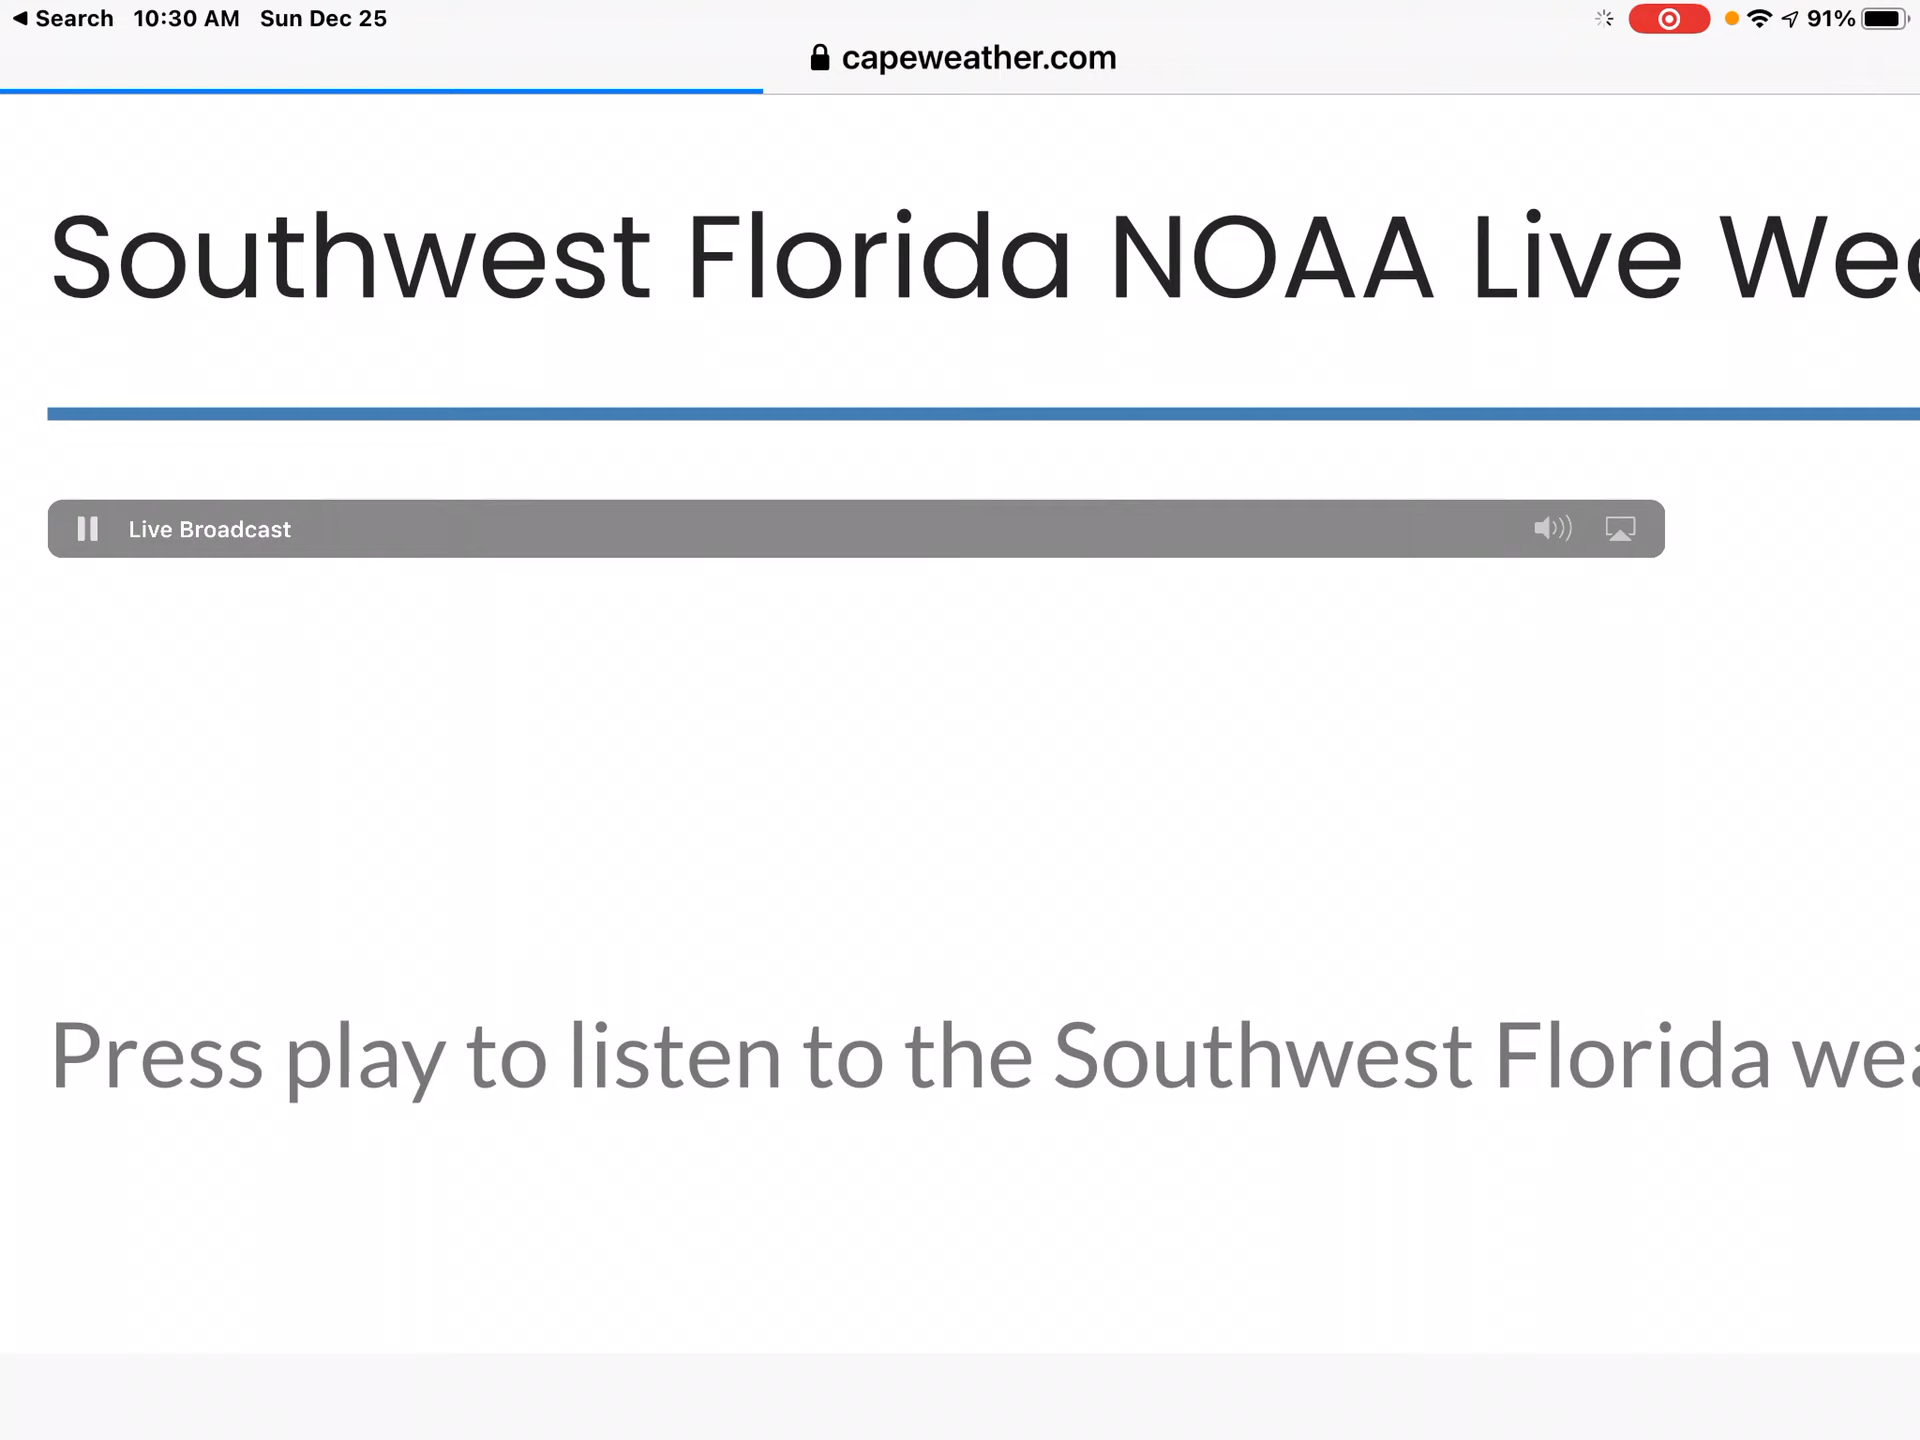 Search 10:30 AM Sun Dec 25 91%
capeweather.com
Southwest Florida NOAA Live
Live Broadcast
Press play to listen to the Southwest Florida